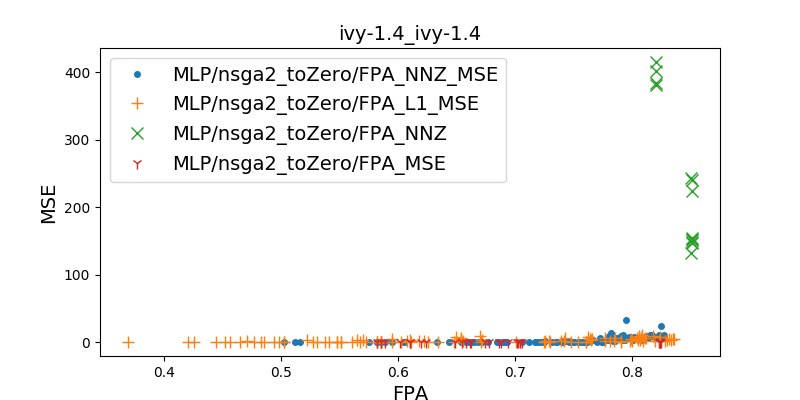 ivy-1.4_ivy-1.4
MLP/nsga2_toZero/FPA_NNZ_MSE
MLP/nsga2_toZero/FPA_L1_MSE
MLP/nsga2_toZero/FPA_NNZ
MLP/nsga2_toZero/FPA_MSE
MSE
400
300
200
100
0
0.4 0.5 0.6 0.7 0.8
FPA